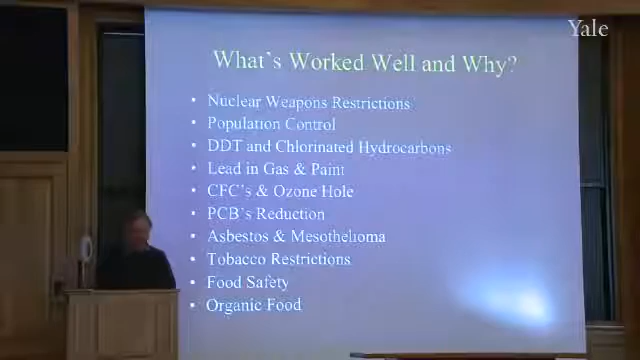 Yale
What's Worked Well and Why?
• Nuclear Weapons Restrictions
• Population Control
• DDT and Chlorinated Hydrocarbons
• Lead in Gas & Paint
• CFC's & Ozone Hole
• PCB's Reduction
• Asbestos & Mesothelioma
• Tobacco Restrictions
• Food Safety
• Organic Food